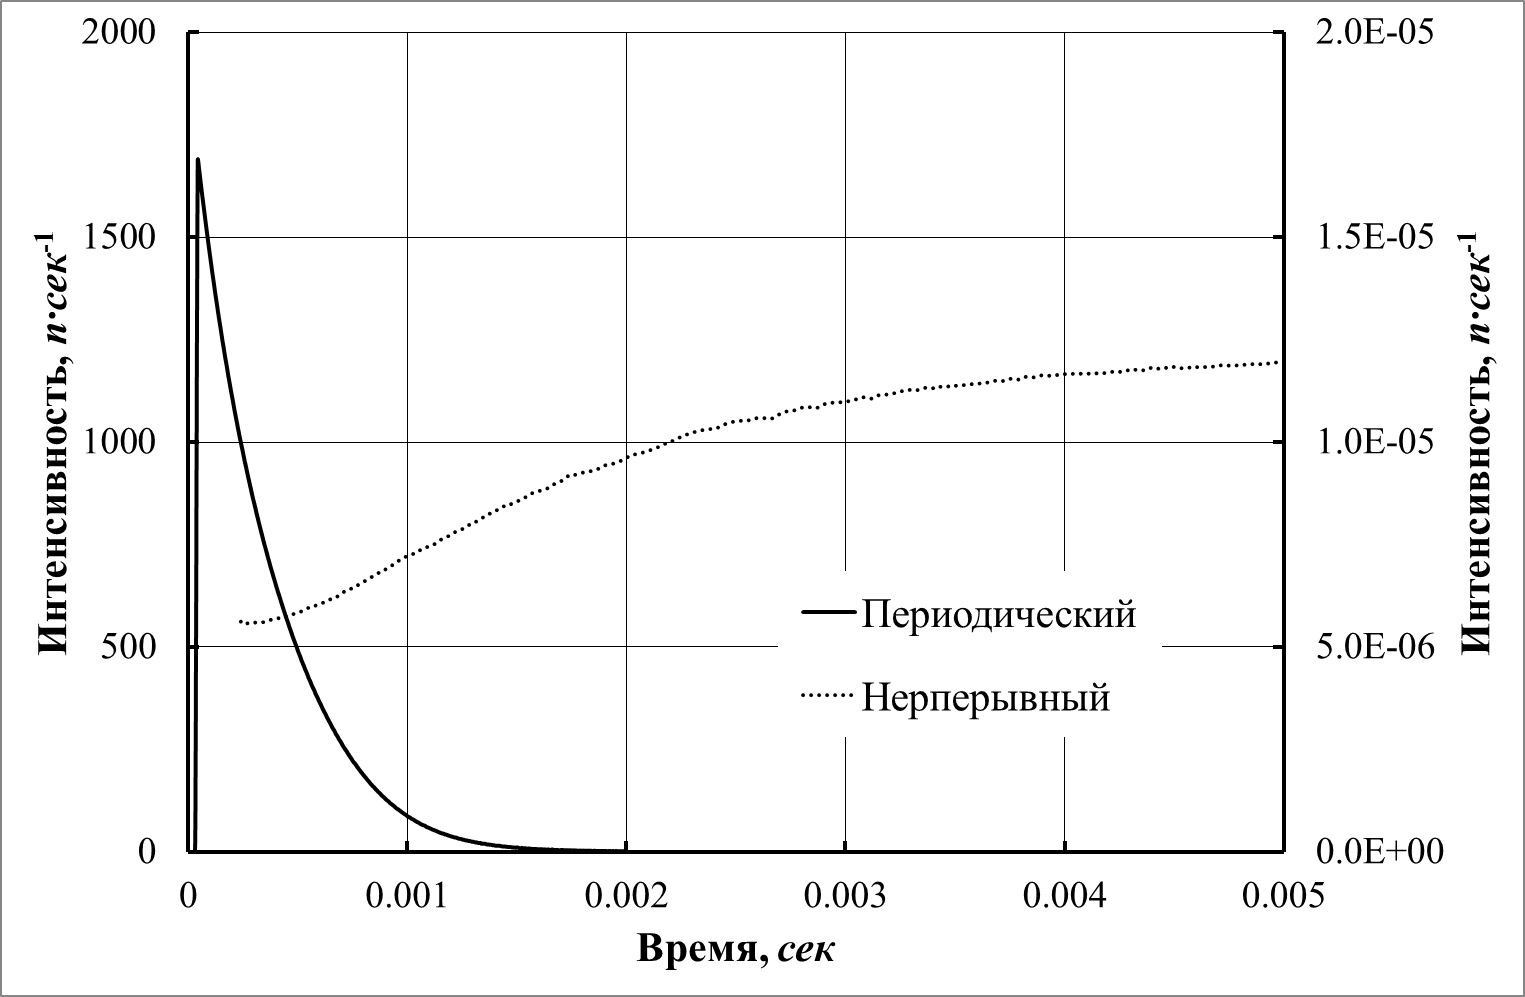 2000
1500
1000
500
0
Интенсивность, n·сек-1
2.0E-05
1.5E-05
1.0E-05
5.0E-06
0.0E+00
Интенсивность, n·сек-1
Периодический
Нерперывный
0 0.001 0.002 0.003 0.004 0.005
Время, сек